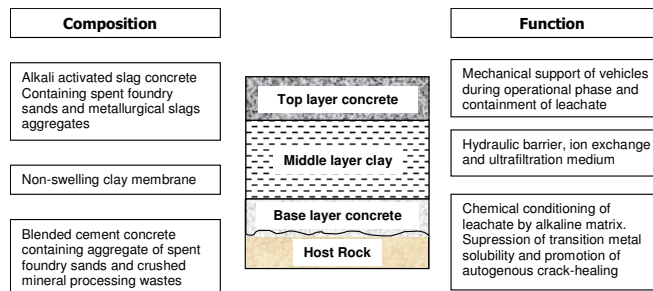 Composition
Alkali activated slag concrete
Containing spent foundry
sands and metallurgical slags
aggregates
Non-swelling clay membrane
Blended cement concrete
containing aggregate of spent
foundry sands and crushed
mineral processing wastes
Top layer concrete
Middle layer clay
Base layer concrete
Host Rock
Function
Mechanical support of vehicles
during operational phase and
containment of leachate
Hydraulic barrier, ion exchange
and ultrafiltration medium
Chemical conditioning of
leachate by alkaline matrix.
Supression of transition metal
solubility and promotion of
autogenous crack-healing